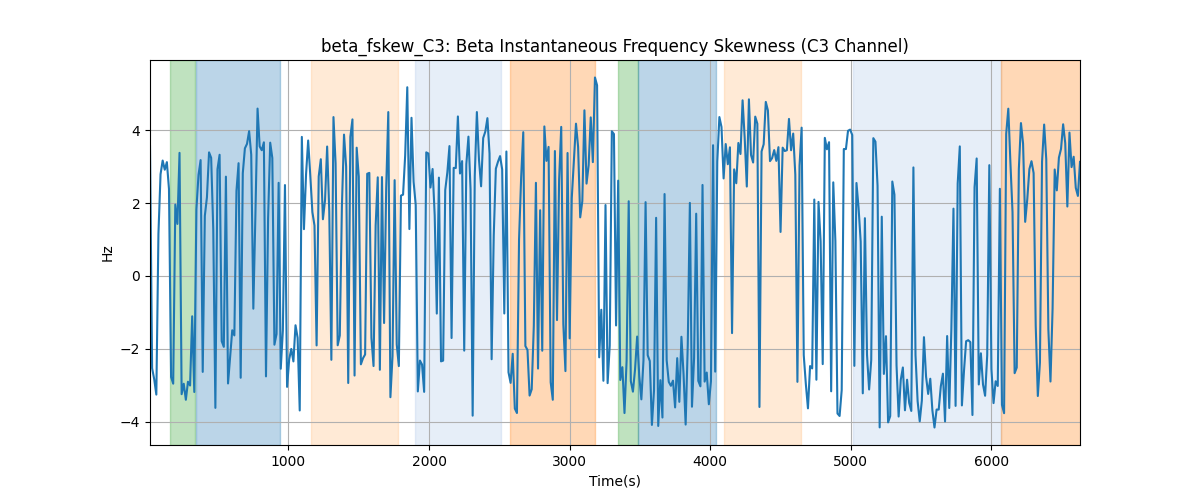 beta_fskew_C3: Beta Instantaneous Frequency Skewness (C3 Channel)
Hz
4
2
0
−2
−4
1000 2000 3000 4000 5000 6000
Time(s)